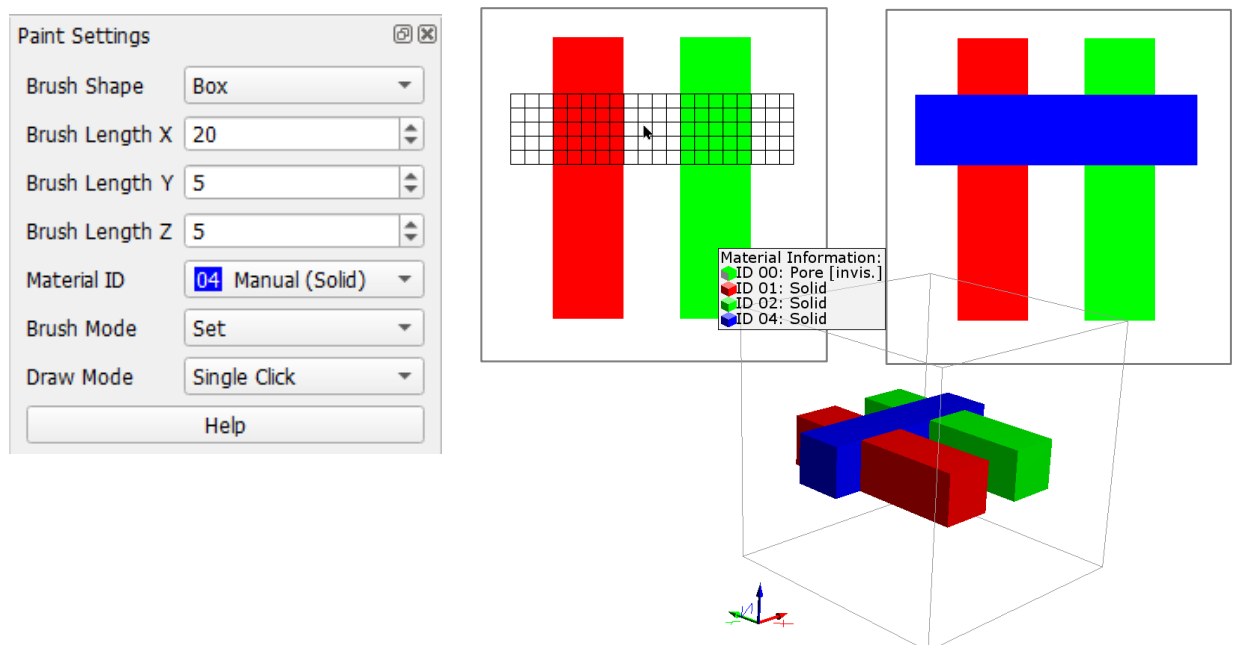 Paint Settings
Brush Shape Box
Brush Length X 20
Brush Length Y 5
Brush Length Z 5
Material ID 04 Manual (Solid)
Brush Mode Set
Draw Mode Single Click
Help
Material Information:
ID 00: Pore [invis.]
ID 01: Solid
ID 02: Solid
ID 04: Solid